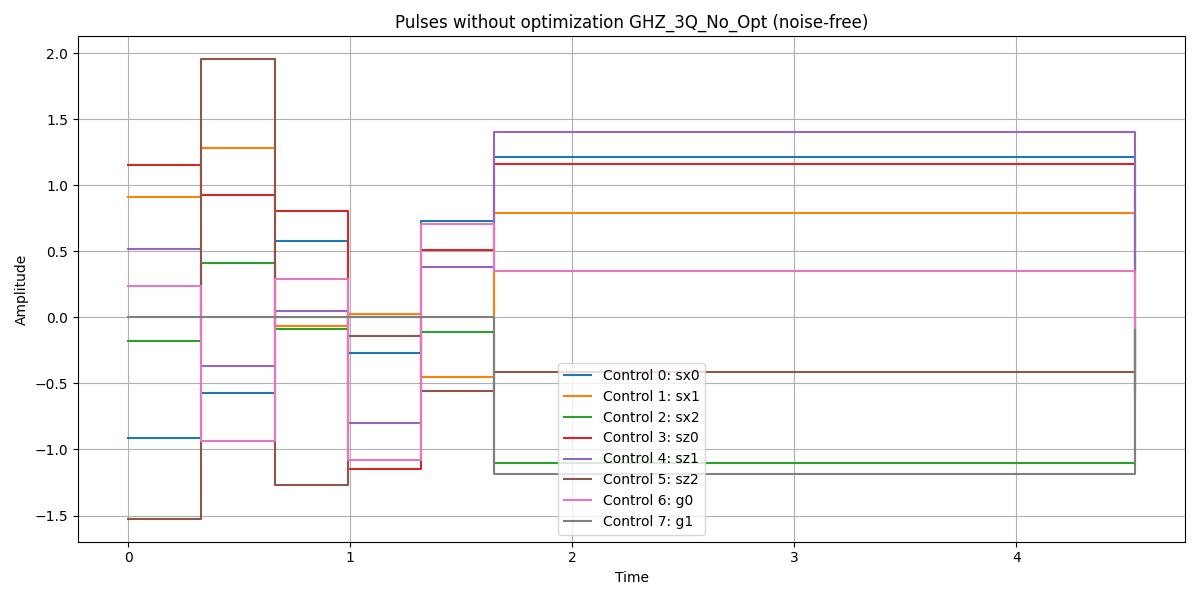 Pulses without optimization GHZ_3Q_No_Opt (noise-free)
Amplitude
2.0
1.5
1.0
0.5
0.0
−0.5
−1.0
−1.5
Control 0: sx0
Control 1: sx1
Control 2: sx2
Control 3: sz0
Control 4: sz1
Control 5: sz2
Control 6: g0
Control 7: g1
0 1 2 3 4
Time